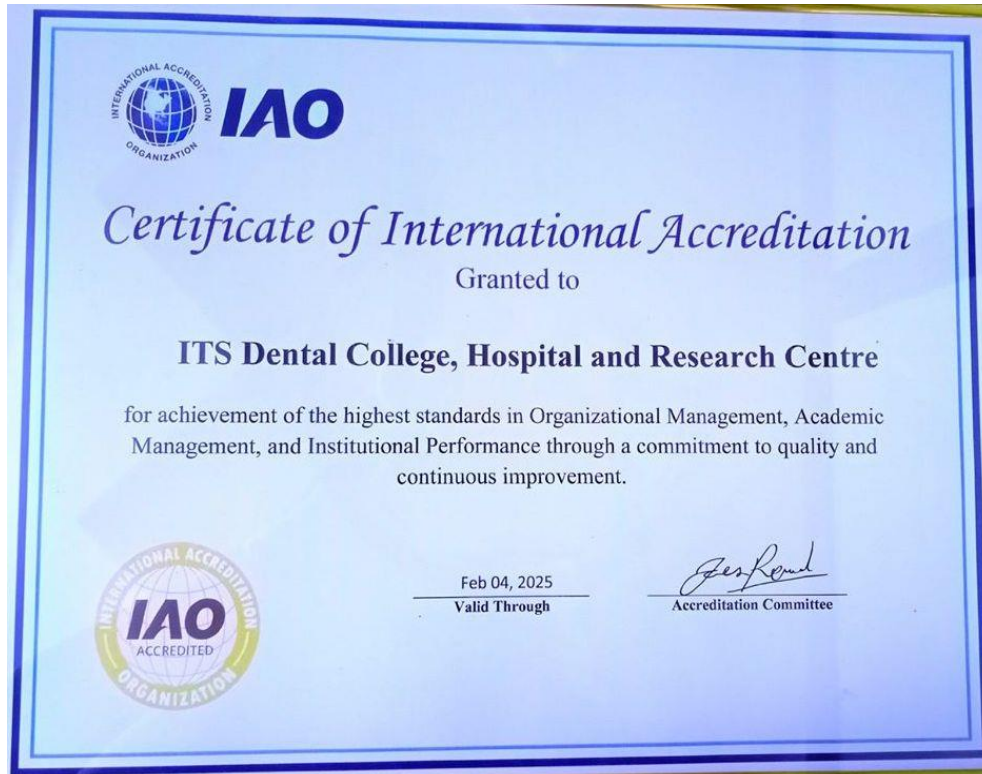 INTERNATIONAL ACCREDITATION
ORGANIZATION
IAO
Certificate of International Accreditation
Granted to
ITS Dental College, Hospital and Research Centre
for achievement of the highest standards in Organizational Management, Academic
Management, and Institutional Performance through a commitment to quality and
continuous improvement.
Feb 04, 2025
Valid Through
Accreditation Committee
INTERNATIONAL ACCREDITATION
IAO
ACCREDITED
ORGANIZATION